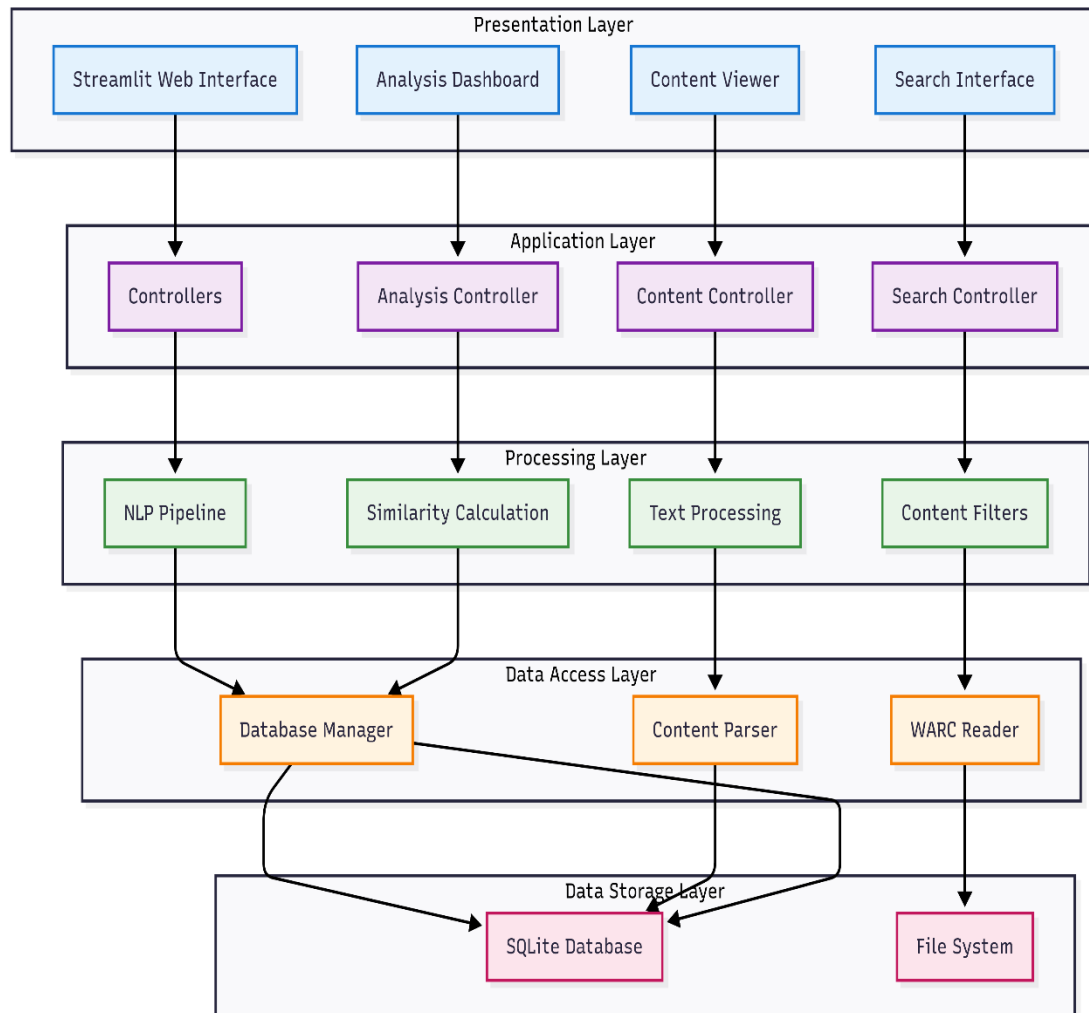 Presentation Layer
Streamlit Web Interface
Analysis Dashboard
Content Viewer
Search Interface
Application Layer
Controllers
Analysis Controller
Content Controller
Search Controller
Processing Layer
NLP Pipeline
Similarity Calculation
Text Processing
Content Filters
Data Access Layer
Database Manager
Content Parser
WARC Reader
Data Storage Layer
SQLite Database
File System